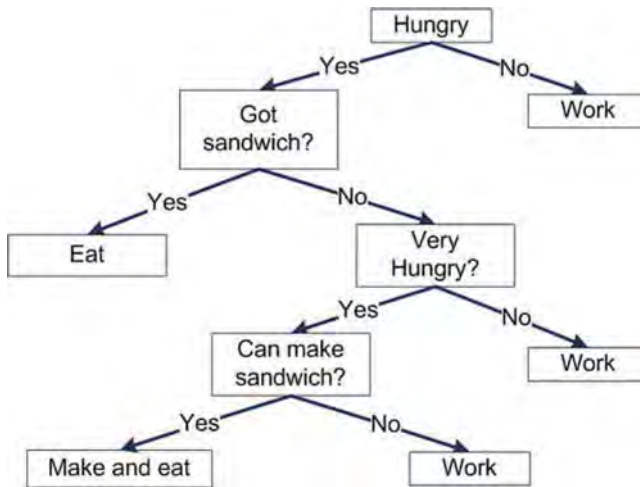 Hungry
Yes
No
Got
sandwich?
Work
Yes
No
Eat
Very
Hungry?
Yes
No
Can make
sandwich?
Work
Yes
No
Make and eat
Work